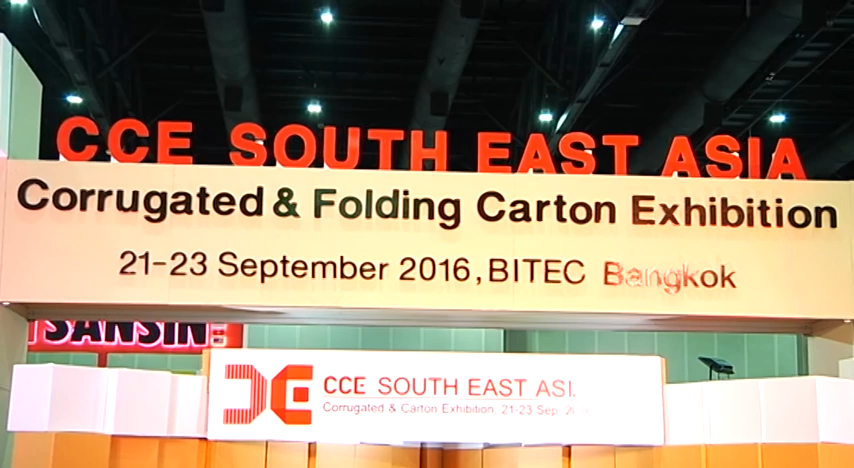 CCE SOUTH EAST ASIA
Corrugated & Folding Carton Exhibition
21-23 September 2016, BITEC Bangkok
SANSIN
CCE SOUTH EAST ASI
Corrugated & Carton Exhibition, 21-23 Sep.